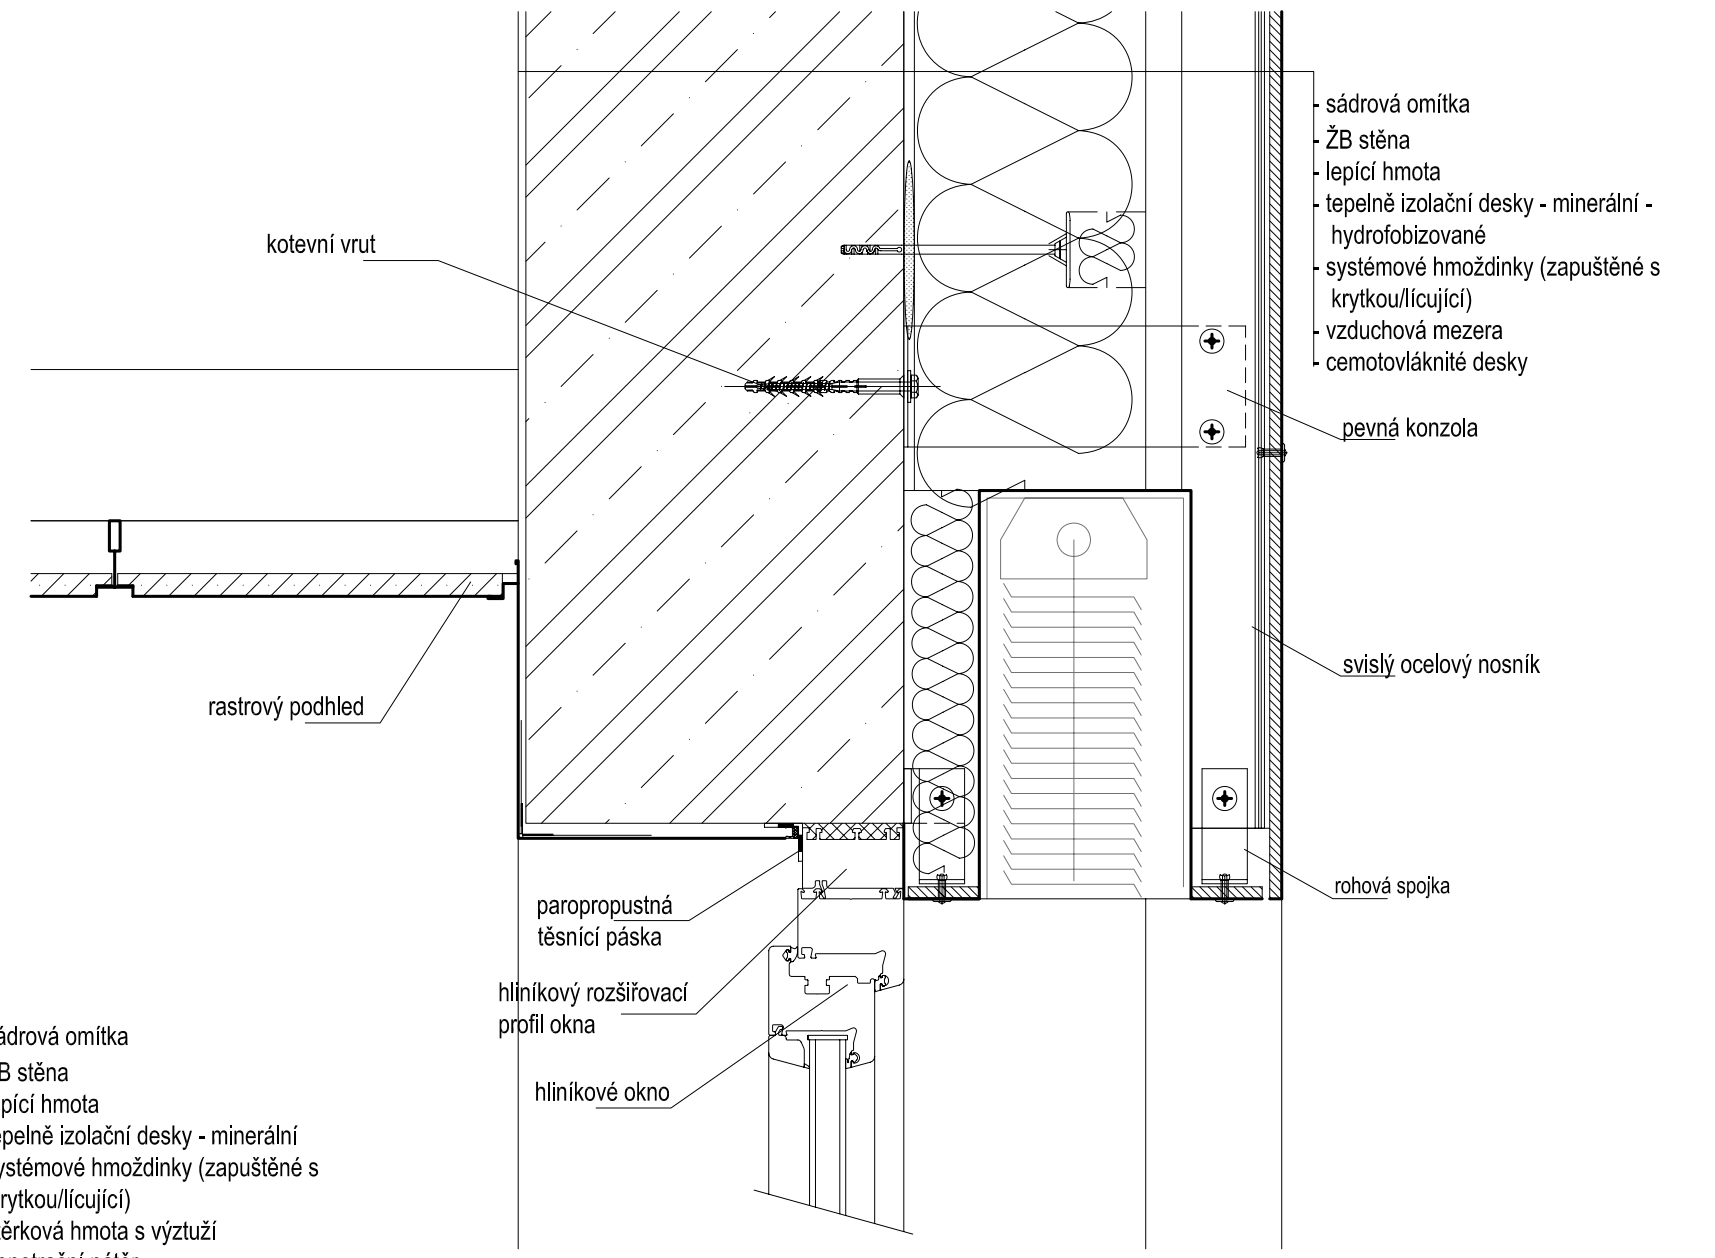 - sádrová omítka
- ŽB stěna
- lepící hmota
- tepelně izolační desky - minerální -
hydrofobizované
- systémové hmoždinky (zapuštěné s
krytkou/lícující)
- vzduchová mezera
- cemotovláknité desky
kotevní vrut
pevná konzola
svislý ocelový nosník
rastrový podhled
rohová spojka
paropropustná
těsnící páska
hliníkový rozšiřovací
profil okna
hliníkové okno
ádrová omítka
B stěna
pící hmota
epelně izolační desky - minerální
ystémové hmoždinky (zapuštěné s
rytkou/lícující)
těrková hmota s výztuží